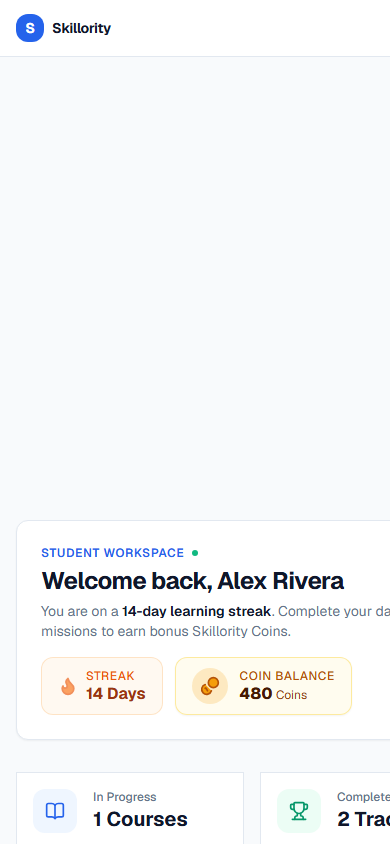 S Skillority
STUDENT WORKSPACE
Welcome back, Alex Rivera
You are on a 14-day learning streak. Complete your da
missions to earn bonus Skillority Coins.
STREAK
14 Days
COIN BALANCE
480 Coins
In Progress
1 Courses
Complete
2 Trac